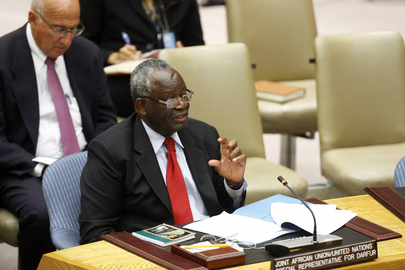 JOINT AFRICAN UNION/UNITED NATIONS
SPECIAL REPRESENTATIVE FOR DARFUR